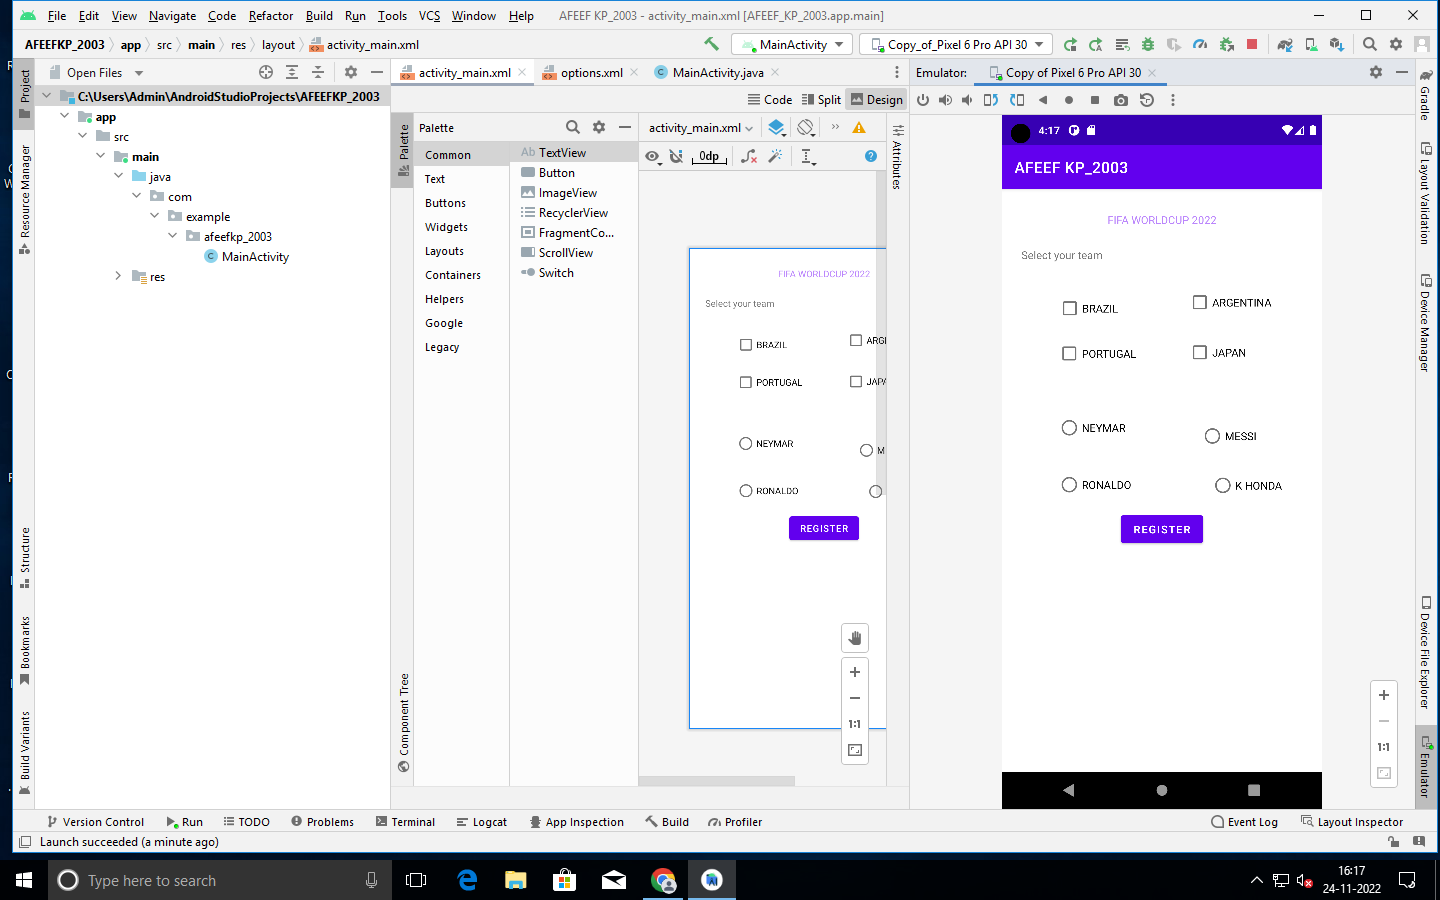 File Edit View Navigate Code Refactor Build Run Tools VCS Window Help AFEEF KP_2003 - activity_main.xml [AFEEF_KP_2003.app.main]
AFEEFKP_2003 app src main res layout activity_main.xml MainActivity Copy_of_Pixel 6 Pro API 30
Project
Open Files
activity_main.xml options.xml MainActivity.java
Emulator: Copy of Pixel 6 Pro API 30
C:\Users\Admin\AndroidStudioProjects\AFEEFKP_2003
app
src
main
java
com
example
afeefkp_2003
MainActivity
res
Resource Manager
Structure
Bookmarks
Build Variants
Code Split Design
Palette
Palette
Common
Text
Buttons
Widgets
Layouts
Containers
Helpers
Google
Legacy
Ab TextView
Button
ImageView
RecyclerView
FragmentCo...
ScrollView
Switch
Component Tree
activity_main.xml
0dp
Attributes
FIFA WORLDCUP 2022
Select your team
BRAZIL ARGE
PORTUGAL JAPA
NEYMAR M
RONALDO
REGISTER
1:1
4:17
AFEEF KP_2003
FIFA WORLDCUP 2022
Select your team
BRAZIL ARGENTINA
PORTUGAL JAPAN
NEYMAR MESSI
RONALDO K HONDA
REGISTER
1:1
Gradle
Layout Validation
Device Manager
Device File Explorer
Emulator
Version Control Run TODO Problems Terminal Logcat App Inspection Build Profiler Event Log Layout Inspector
Launch succeeded (a minute ago)
Type here to search
16:17
24-11-2022